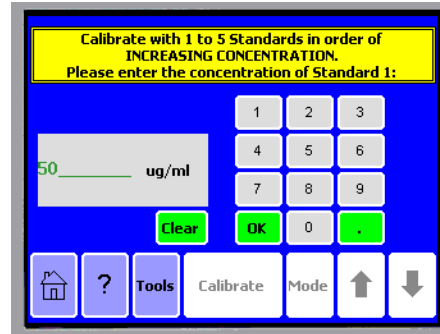 Calibrate with 1 to 5 Standards in order of
INCREASING CONCENTRATION.
Please enter the concentration of Standard 1:
1 2 3
4 5 6
50_______ ug/ml
7 8 9
Clear OK 0 .
? Tools Calibrate Mode